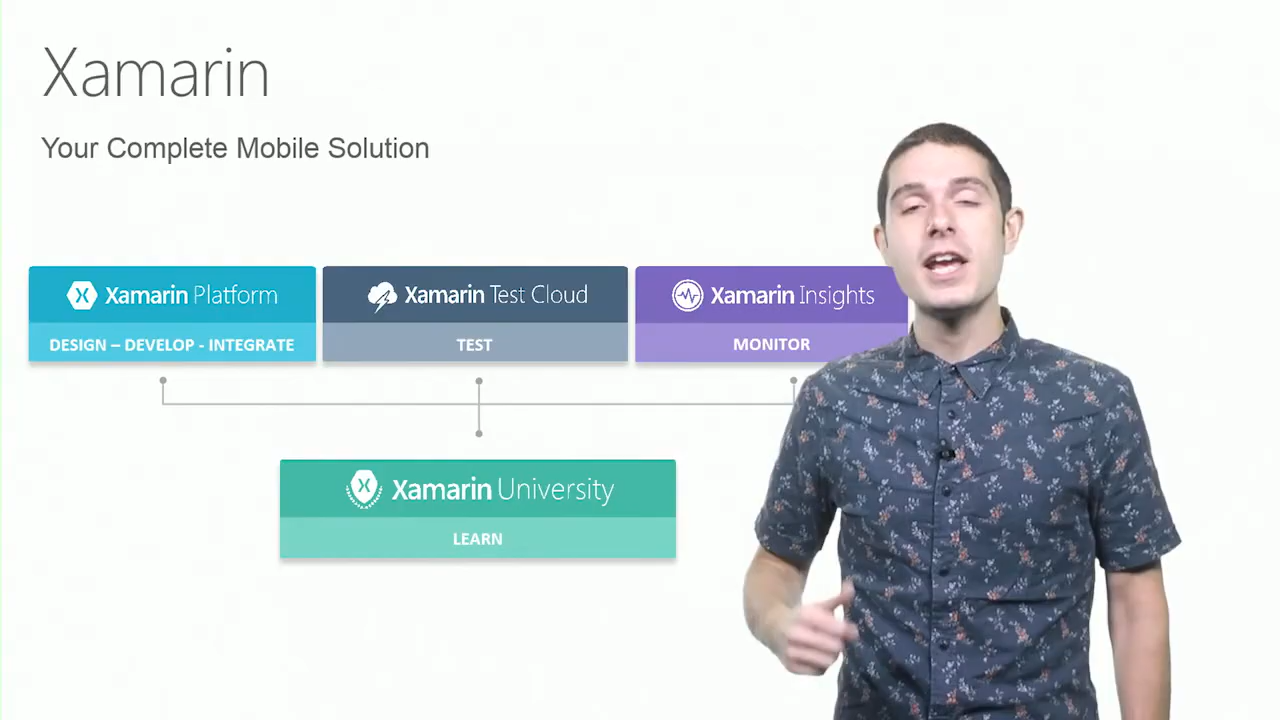 Xamarin
Your Complete Mobile Solution
Xamarin Platform
DESIGN – DEVELOP - INTEGRATE
Xamarin Test Cloud
TEST
Xamarin Insights
MONITOR
Xamarin University
LEARN